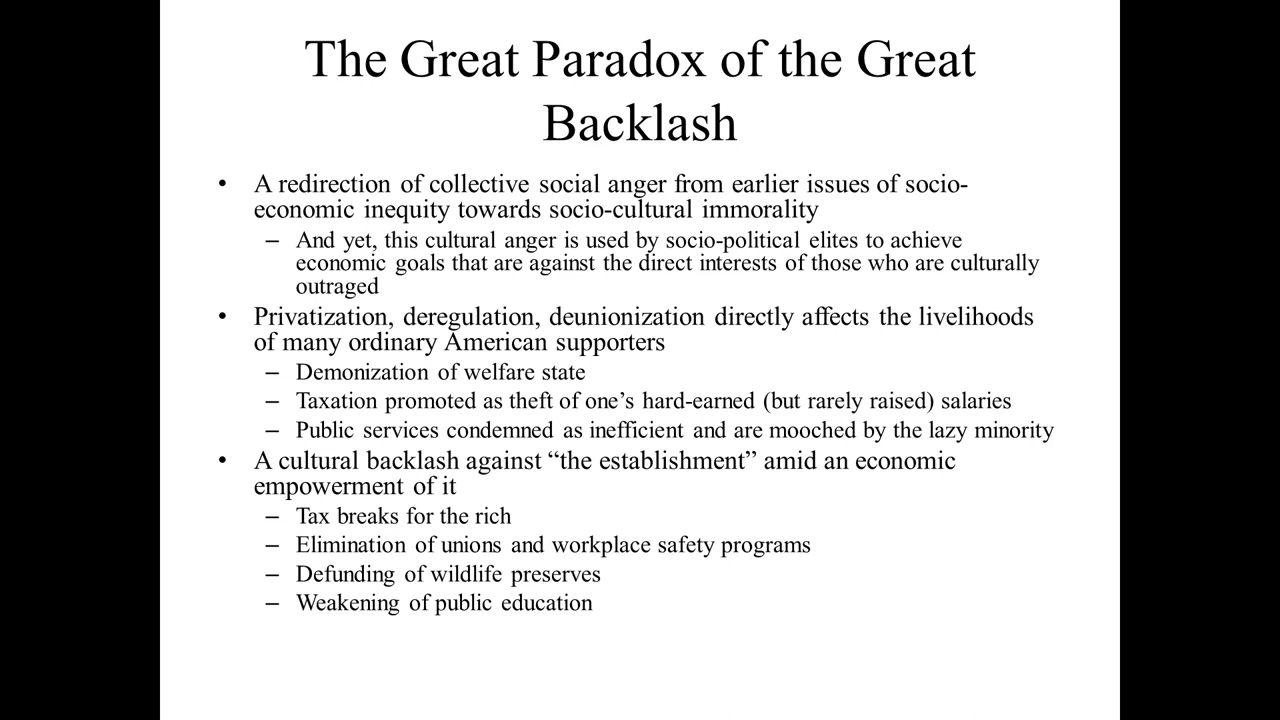 The Great Paradox of the Great
Backlash
• A redirection of collective social anger from earlier issues of socio-
economic inequity towards socio-cultural immorality
– And yet, this cultural anger is used by socio-political elites to achieve
economic goals that are against the direct interests of those who are culturally
outraged
• Privatization, deregulation, deunionization directly affects the livelihoods
of many ordinary American supporters
– Demonization of welfare state
– Taxation promoted as theft of one’s hard-earned (but rarely raised) salaries
– Public services condemned as inefficient and are mooched by the lazy minority
• A cultural backlash against “the establishment” amid an economic
empowerment of it
– Tax breaks for the rich
– Elimination of unions and workplace safety programs
– Defunding of wildlife preserves
– Weakening of public education